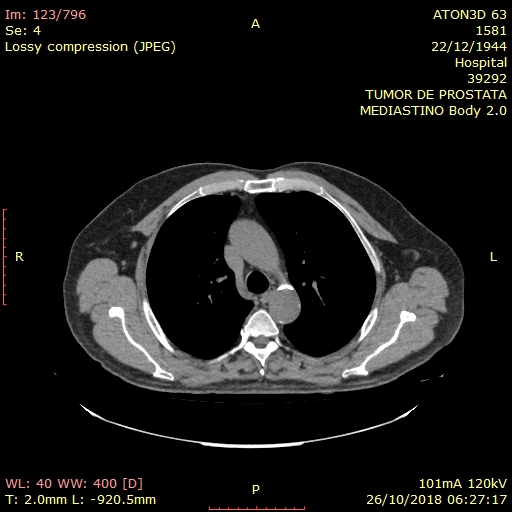 Im: 123/796
Se: 4
Lossy compression (JPEG)
A
ATON3D 63
1581
22/12/1944
Hospital
39292
TUMOR DE PROSTATA
MEDIASTINO Body 2.0
R
L
WL: 40 WW: 400 [D]
T: 2.0mm L: -920.5mm
P
101mA 120kV
26/10/2018 06:27:17